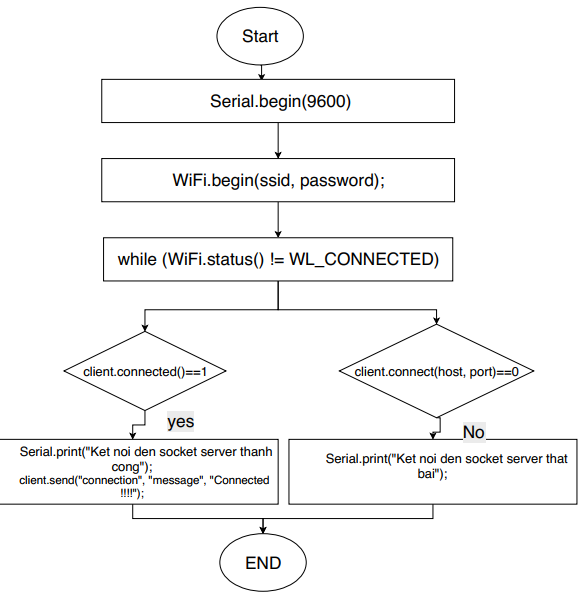 Start
Serial.begin(9600)
WiFi.begin(ssid, password);
while (WiFi.status() != WL_CONNECTED)
client.connected()==1
client.connect(host, port)==0
yes
No
Serial.print("Ket noi den socket server thanh
cong");
client.send("connection", "message", "Connected
!!!!");
Serial.print("Ket noi den socket server that
bai");
END